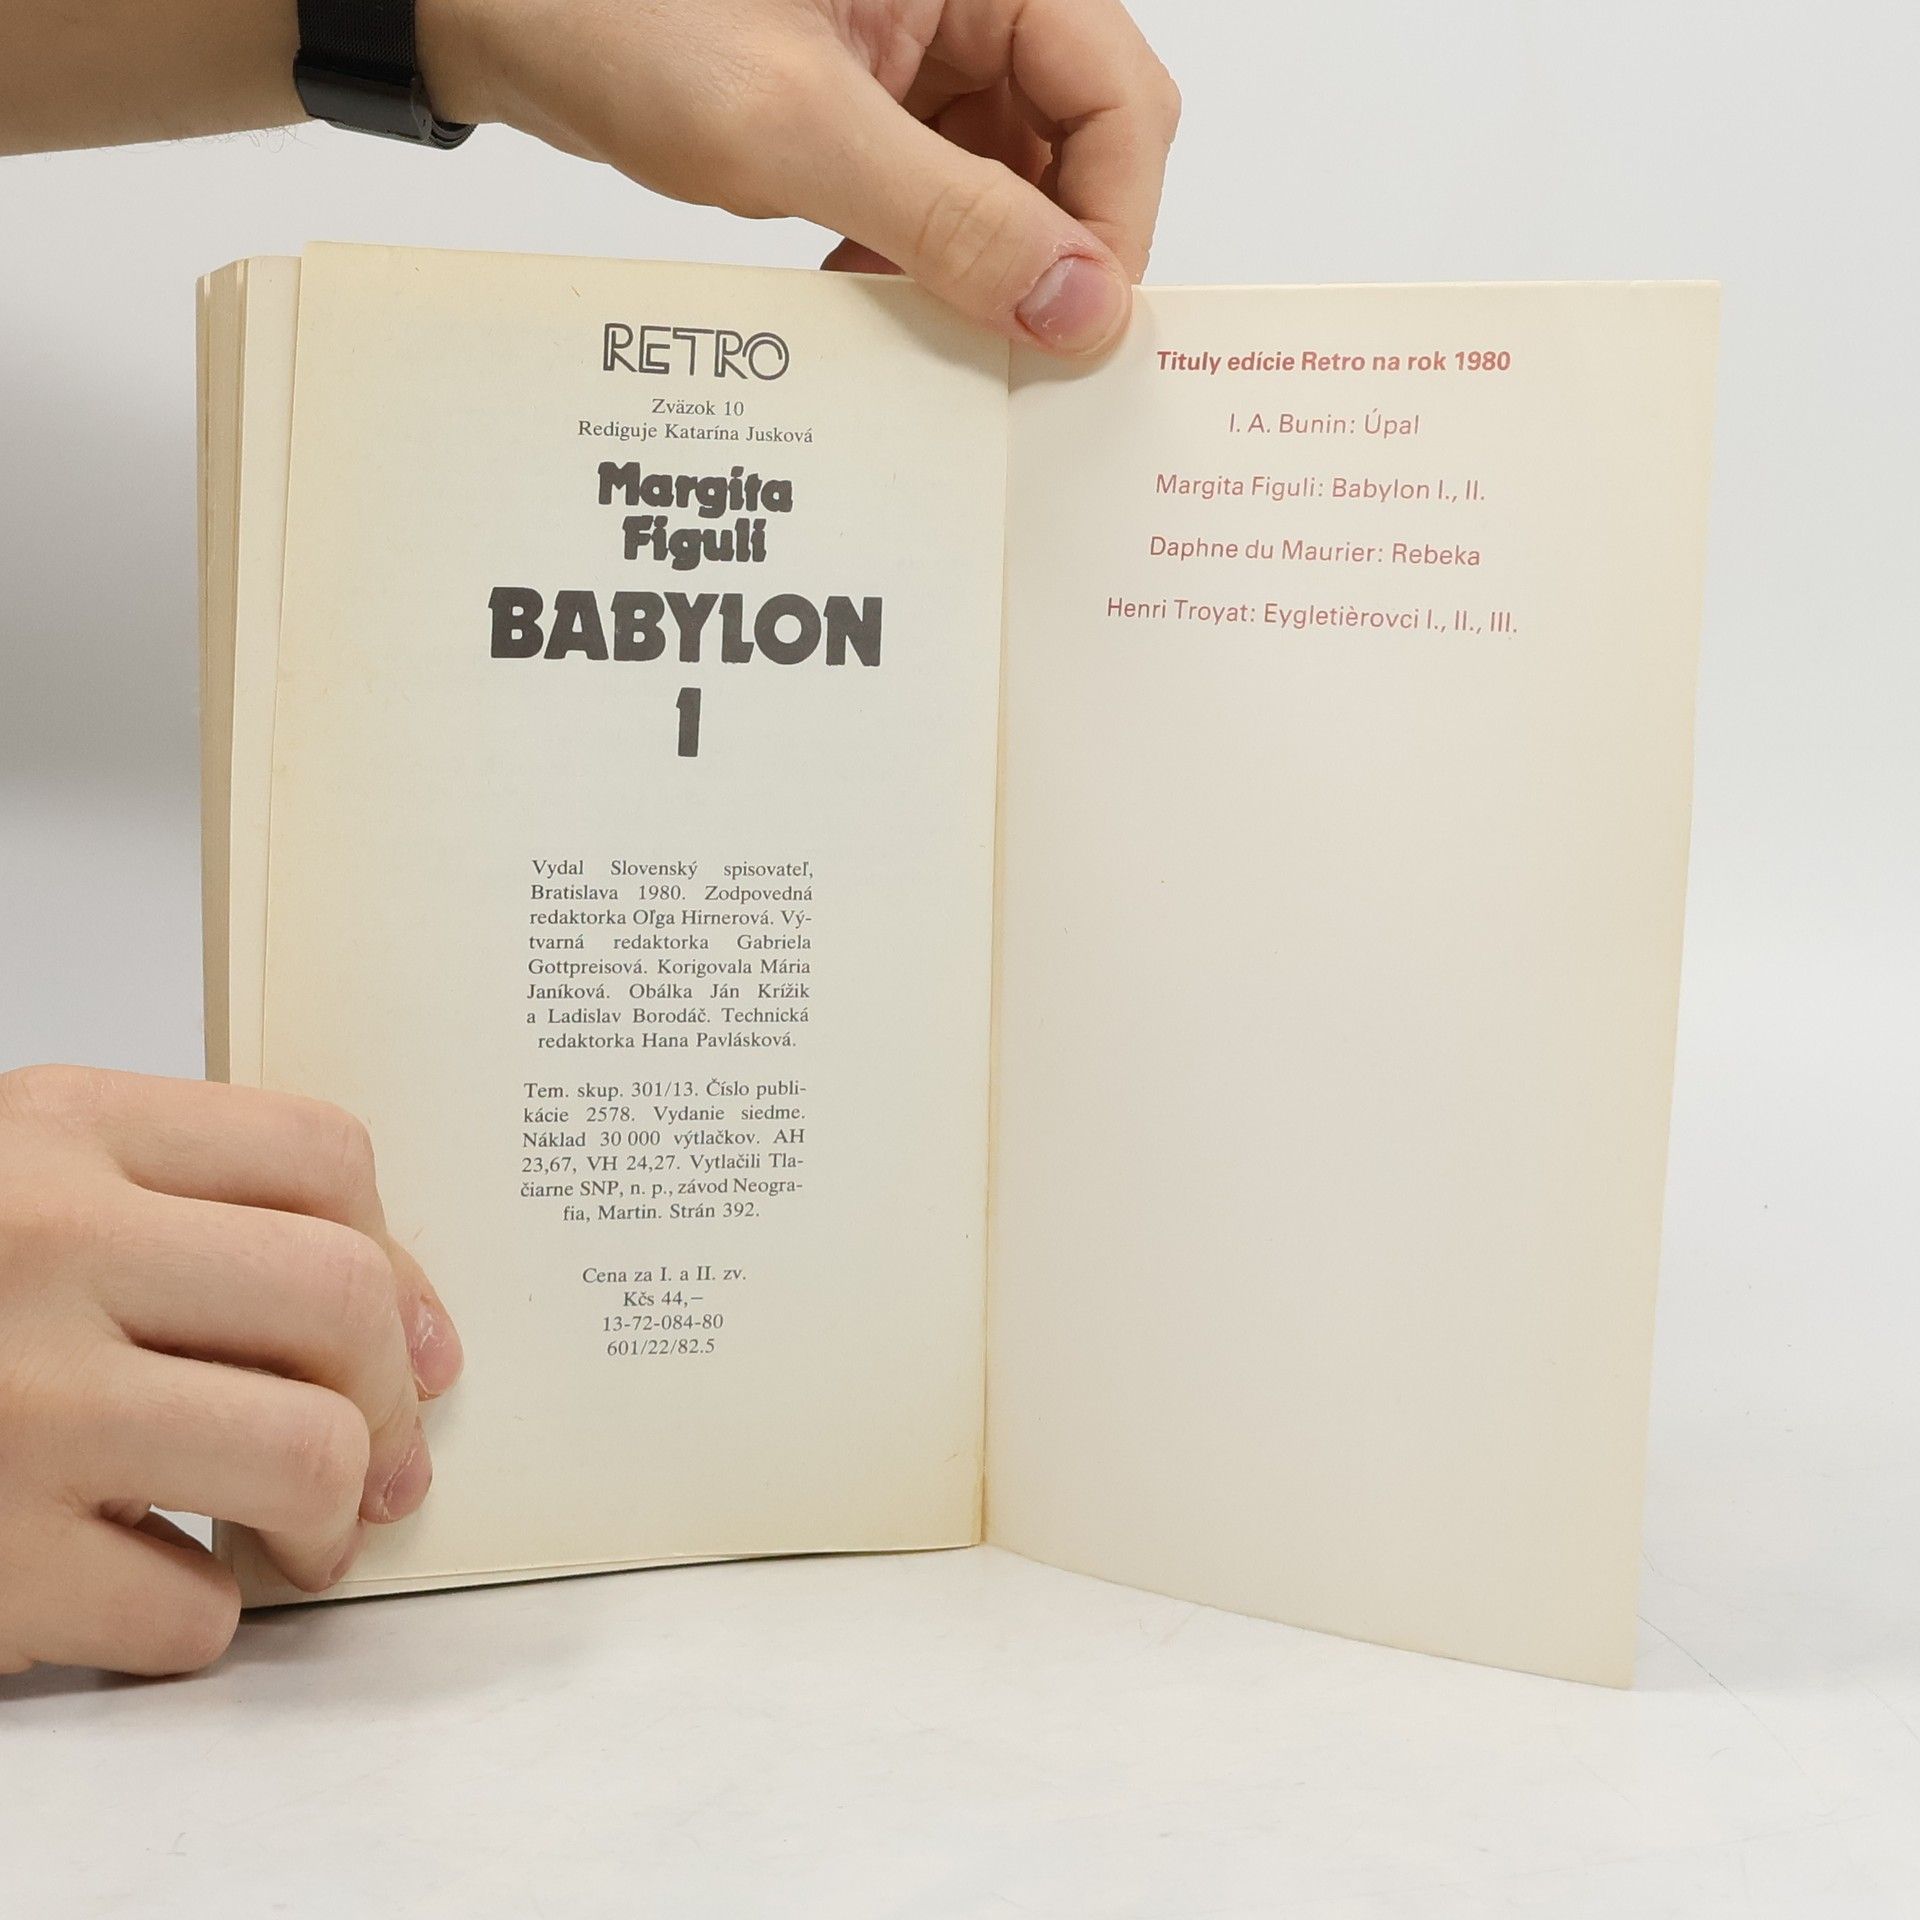 RETRO
Zväzok 10
Rediguje Katarína Jusková
Margita
Figuli
BABYLON
1
Vydal Slovenský spisovateľ,
Bratislava 1980. Zodpovedná
redaktorka Oľga Hirnerová. Vý-
tvarná redaktorka Gabriela
Gottpreisová. Korigovala Mária
Janíková. Obálka Ján Krížik
a Ladislav Borodáč. Technická
redaktorka Hana Pavlásková.
Tem. skup. 301/13. Číslo publi-
kácie 2578. Vydanie siedme.
Náklad 30 000 výtlačkov. AH
23,67, VH 24,27. Vytlačili Tla-
čiarne SNP, n. p., závod Neogra-
fia, Martin. Strán 392.
Cena za I. a II. zv.
Kčs 44,–
13-72-084-80
601/22/82.5
Tituly edície Retro na rok 1980
I. A. Bunin: Úpal
Margita Figuli: Babylon I., II.
Daphne du Maurier: Rebeka
Henri Troyat: Eygletièrovci I., II., III.